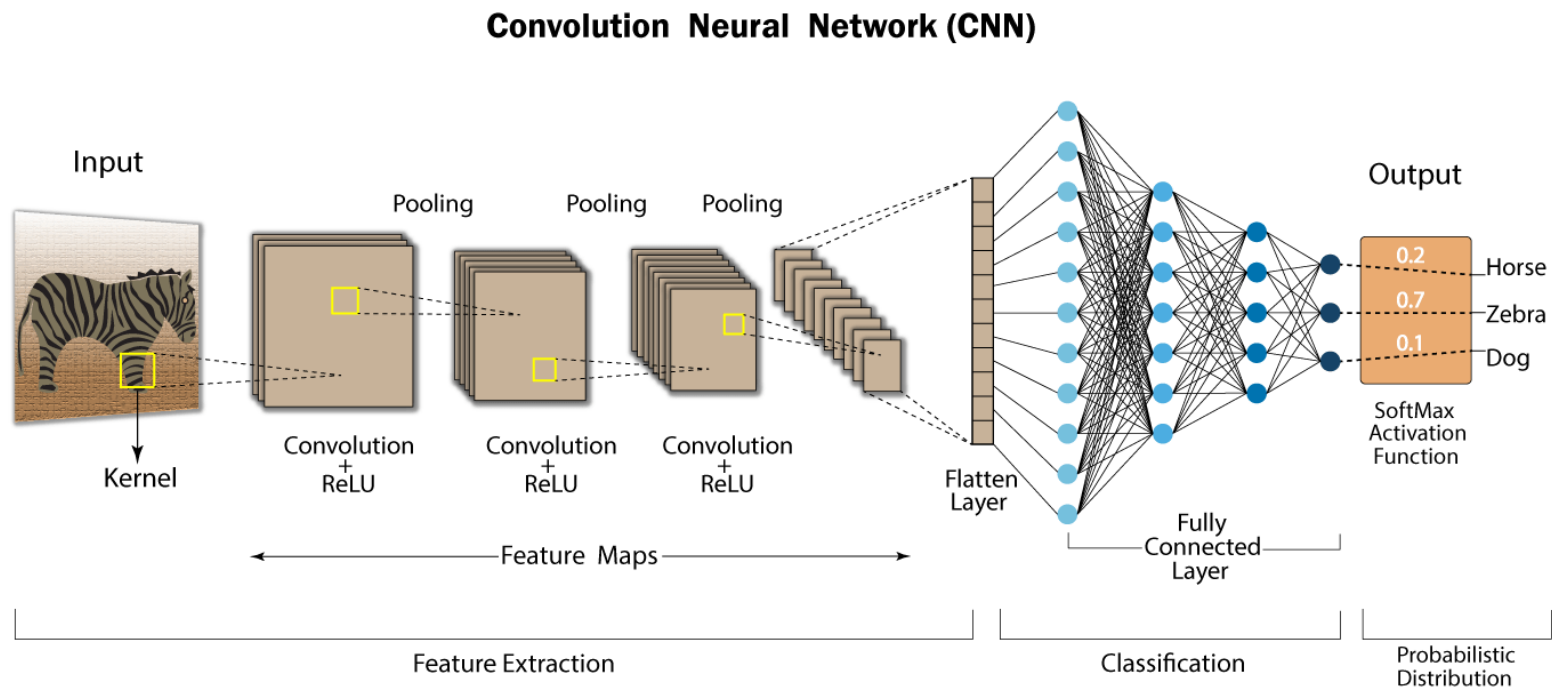 Convolution Neural Network (CNN)
Input
Output
Pooling
Pooling
Pooling
0.2
Horse
0.7
Zebra
0.1
Dog
SoftMax
Activation
Function
Convolution
+
ReLU
Convolution
+
ReLU
Convolution
+
ReLU
Kernel
Flatten
Layer
Feature Maps
Fully
Connected
Layer
Feature Extraction
Classification
Probabilistic
Distribution